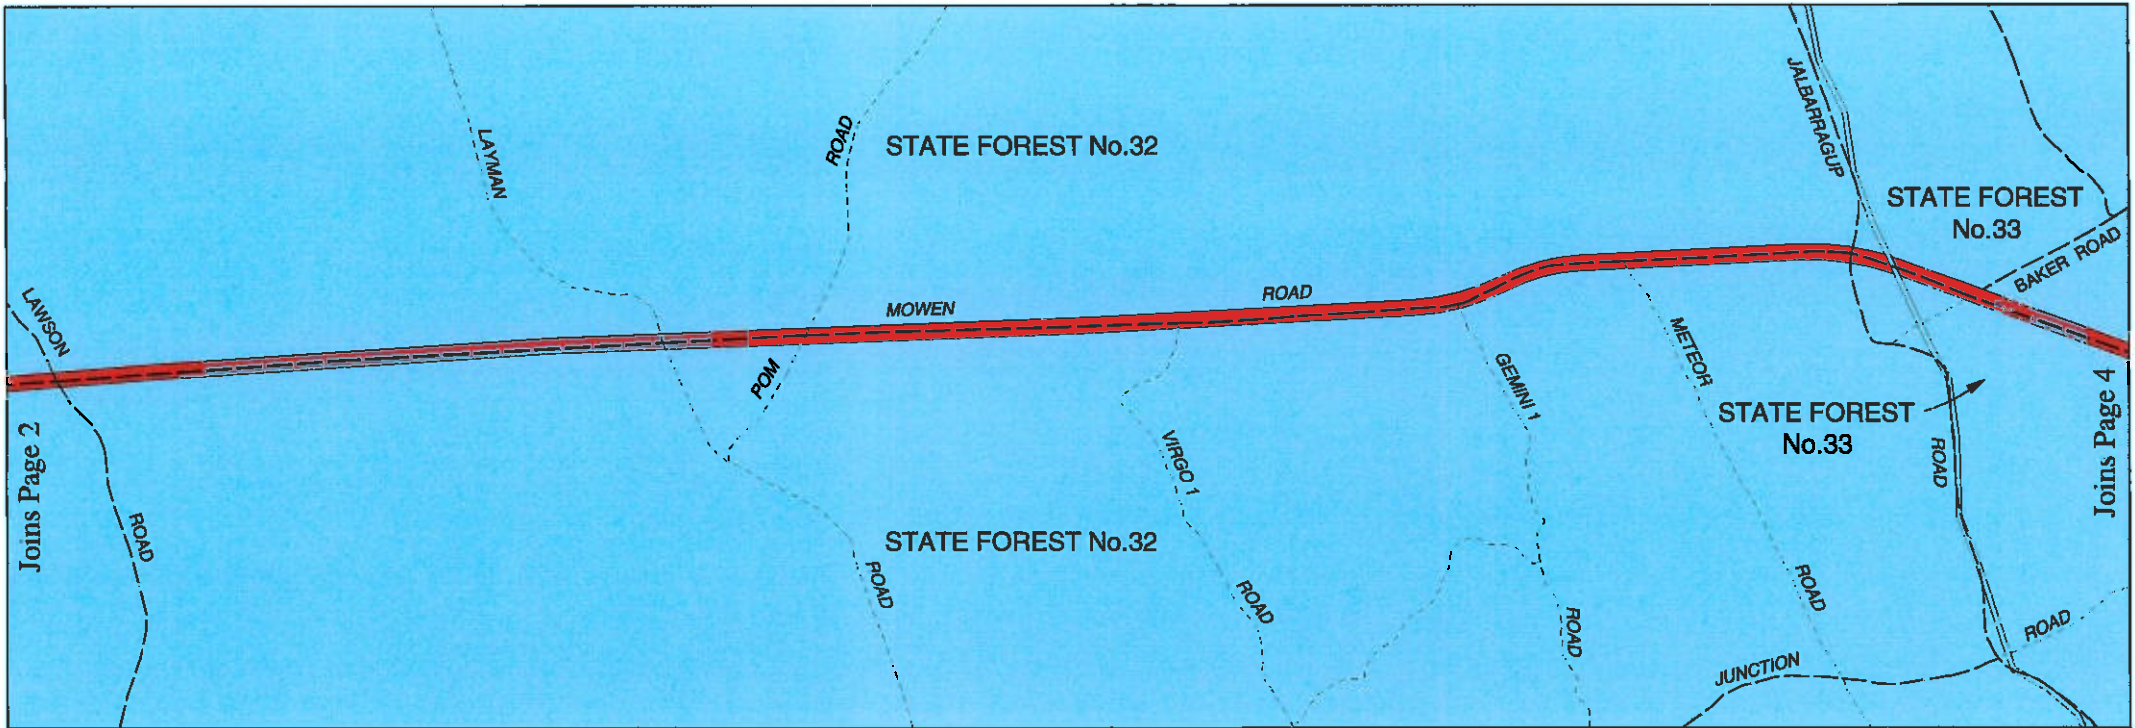 LAYMAN
ROAD
STATE FOREST No.32
JALBARRAGUP
STATE FOREST
No.33
BAKER ROAD
LAWSON
MOWEN
ROAD
POM
METEOR
GEMINI 1
STATE FOREST
No.33
Joins Page 2
Joins Page 4
VIRGO 1
ROAD
ROAD
STATE FOREST No.32
ROAD
ROAD
ROAD
ROAD
ROAD
JUNCTION